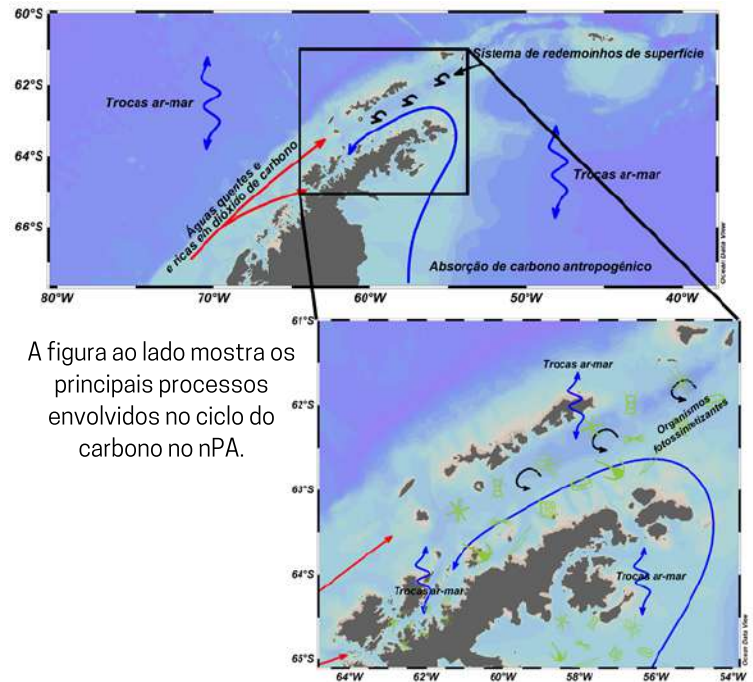 60°S
62°S
64°S
66°S
80°W
70°W
60°W
50°W
40°W
Sistema de redemoinhos de superfície
Trocas ar-mar
Trocas ar-mar
Águas quentes e
e ricas em dióxido de carbono
Absorção de carbono antropogênico
Ocean Data View
A figura ao lado mostra os
principais processos
envolvidos no ciclo do
carbono no nPA.
61°S
62°S
63°S
64°S
65°S
64°W
62°W
60°W
58°W
56°W
54°W
Trocas ar-mar
Organismos
fotossintetizantes
Trocas ar-mar
Trocas ar-mar
Ocean Data View